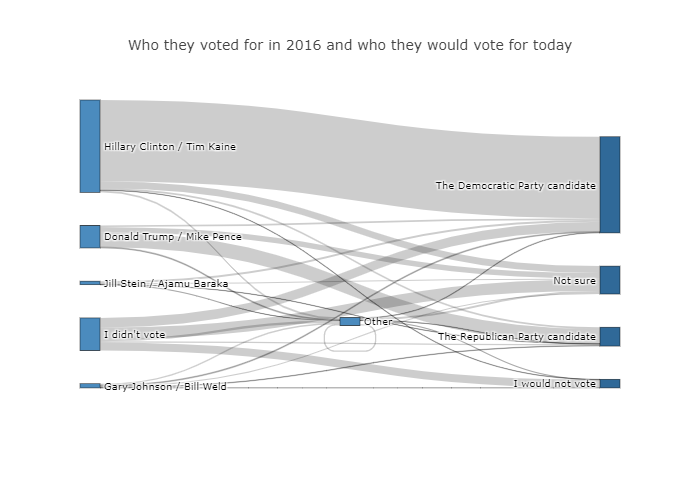 Who they voted for in 2016 and who they would vote for today
Hillary Clinton / Tim Kaine
The Democratic Party candidate
Donald Trump / Mike Pence
Not sure
Jill Stein / Ajamu Baraka
Other
I didn't vote
The Republican Party candidate
I would not vote
Gary Johnson / Bill Weld